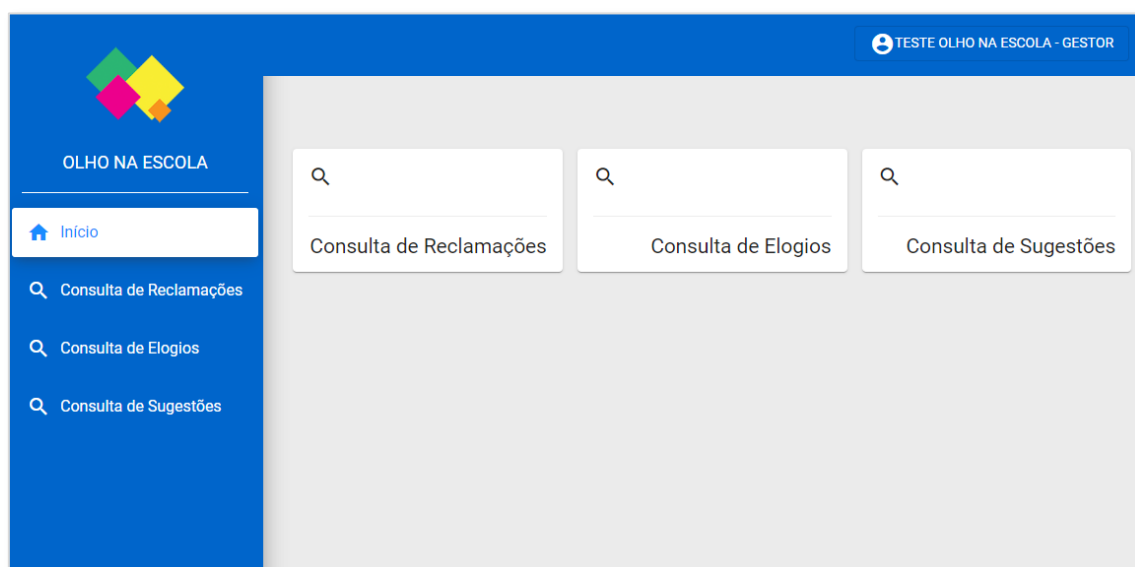 TESTE OLHO NA ESCOLA - GESTOR
OLHO NA ESCOLA
Início
Consulta de Reclamações
Consulta de Elogios
Consulta de Sugestões
Consulta de Reclamações
Consulta de Elogios
Consulta de Sugestões